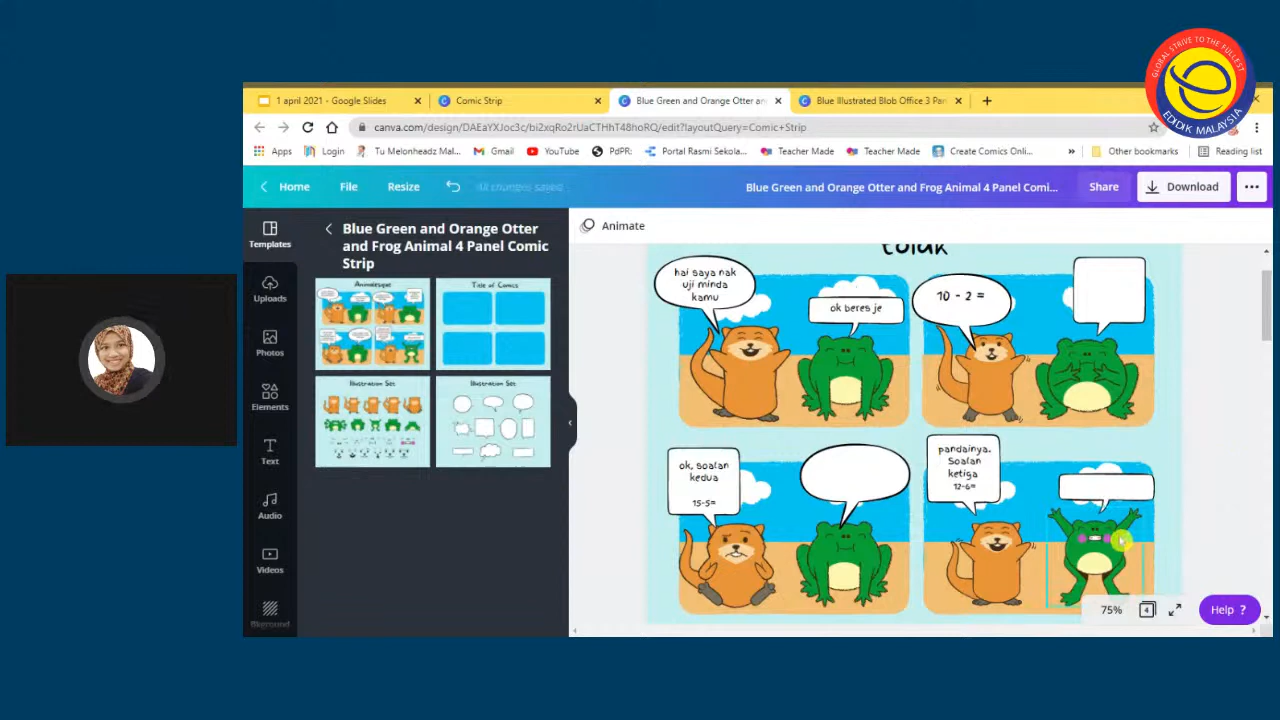 GLOBAL STRIVE TO THE FULLEST
EDIDIK MALAYSIA
1 april 2021 - Google Slides
Comic Strip
Blue Green and Orange Otter an
Blue Illustrated Blob Office 3 Pan
canva.com/design/DAEaYXJoc3c/bi2xqRo2rUaCTHhT48hoRQ/edit?layoutQuery=Comic+Strip
Apps
Login
Tu Melonheadz Mal...
Gmail
YouTube
PdPR:
Portal Rasmi Sekola...
Teacher Made
Teacher Made
Create Comics Onli...
Other bookmarks
Reading list
Home
File
Resize
All changes saved
Blue Green and Orange Otter and Frog Animal 4 Panel Comi...
Share
Download
Templates
Uploads
Photos
Elements
Text
Audio
Videos
Bkground
Blue Green and Orange Otter
and Frog Animal 4 Panel Comic
Strip
Animalesque
Title of Comics
Illustration Set
Illustration Set
Animate
tolak
hai saya nak
uji minda
kamu
ok beres je
10 - 2 =
ok, soalan
kedua
15-5=
pandainya.
Soalan
ketiga
12-6=
75%
4
Help ?